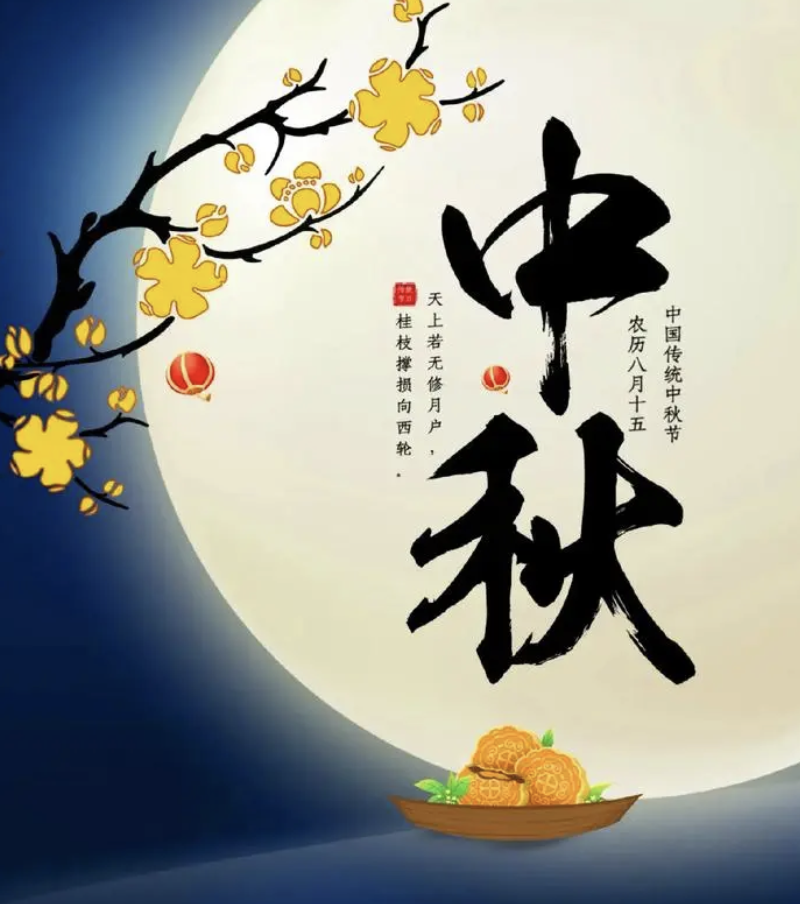 中秋
中国传统中秋节
农历八月十五
天上若无修月户，
桂枝撑损向西轮。